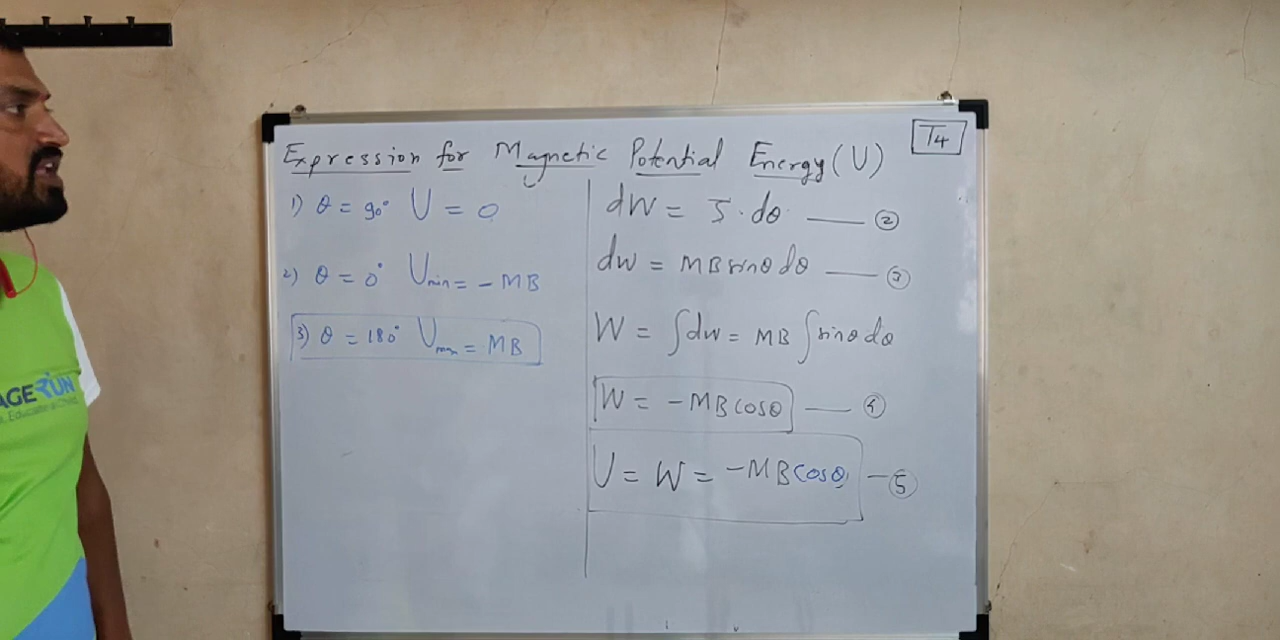 Expression for Magnetic Potential Energy (U)
T4
1) θ = 90° U = 0
2) θ = 0° Umin = - MB
3) θ = 180° Umax = MB
dW = τ . dθ —— ②
dw = MB sinθ dθ —— ③
W = ∫dw = MB ∫sinθ dθ
W = -MB cosθ —— ④
U = W = -MB cosθ — ⑤
AGERUN